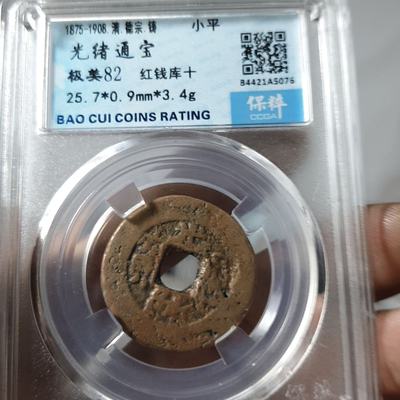 1875-1908.清.德宗.铸 小平
光绪通宝
极美82 红钱库十
25.7*0.9mm*3.4g
B4421A5076
保粹
CCGA
BAO CUI COINS RATING